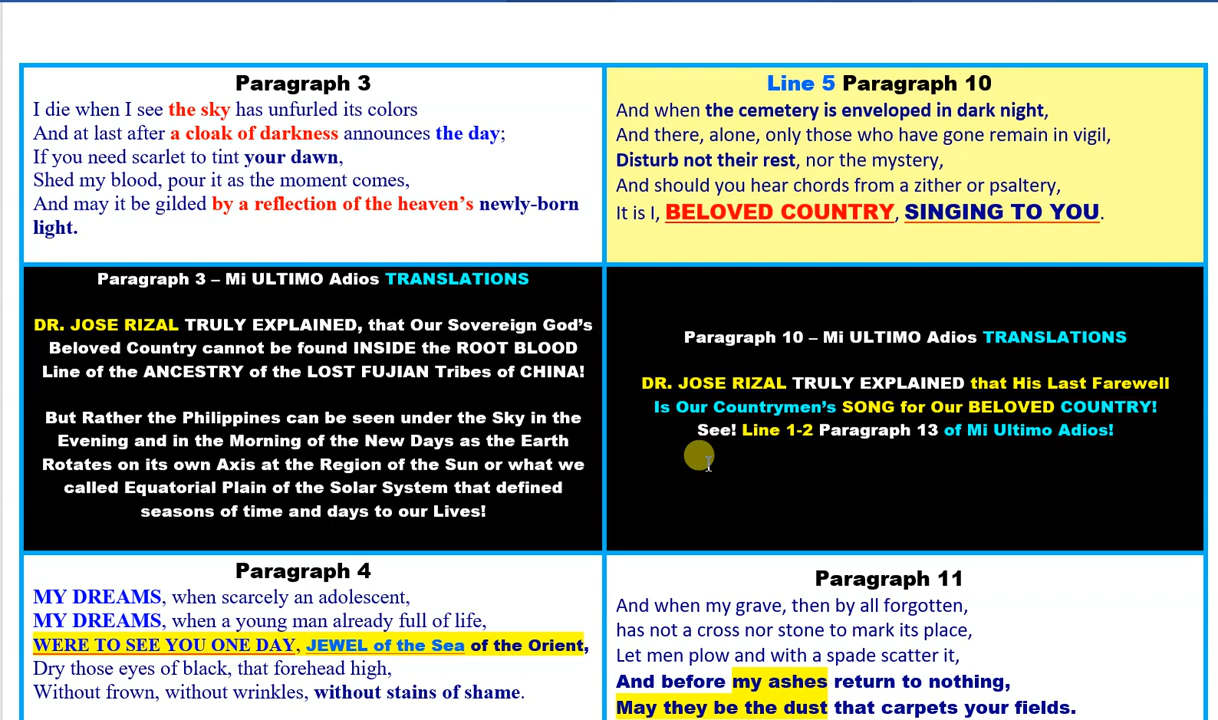 Paragraph 3
I die when I see the sky has unfurled its colors
And at last after a cloak of darkness announces the day;
If you need scarlet to tint your dawn,
Shed my blood, pour it as the moment comes,
And may it be gilded by a reflection of the heaven's newly-born
light.
Line 5 Paragraph 10
And when the cemetery is enveloped in dark night,
And there, alone, only those who have gone remain in vigil,
Disturb not their rest, nor the mystery,
And should you hear chords from a zither or psaltery,
It is I, BELOVED COUNTRY, SINGING TO YOU.
Paragraph 3 – Mi ULTIMO Adios TRANSLATIONS
DR. JOSE RIZAL TRULY EXPLAINED, that Our Sovereign God's
Beloved Country cannot be found INSIDE the ROOT BLOOD
Line of the ANCESTRY of the LOST FUJIAN Tribes of CHINA!
But Rather the Philippines can be seen under the Sky in the
Evening and in the Morning of the New Days as the Earth
Rotates on its own Axis at the Region of the Sun or what we
called Equatorial Plain of the Solar System that defined
seasons of time and days to our Lives!
Paragraph 10 – Mi ULTIMO Adios TRANSLATIONS
DR. JOSE RIZAL TRULY EXPLAINED that His Last Farewell
Is Our Countrymen's SONG for Our BELOVED COUNTRY!
See! Line 1-2 Paragraph 13 of Mi Ultimo Adios!
Paragraph 4
MY DREAMS, when scarcely an adolescent,
MY DREAMS, when a young man already full of life,
WERE TO SEE YOU ONE DAY, JEWEL of the Sea of the Orient,
Dry those eyes of black, that forehead high,
Without frown, without wrinkles, without stains of shame.
Paragraph 11
And when my grave, then by all forgotten,
has not a cross nor stone to mark its place,
Let men plow and with a spade scatter it,
And before my ashes return to nothing,
May they be the dust that carpets your fields.